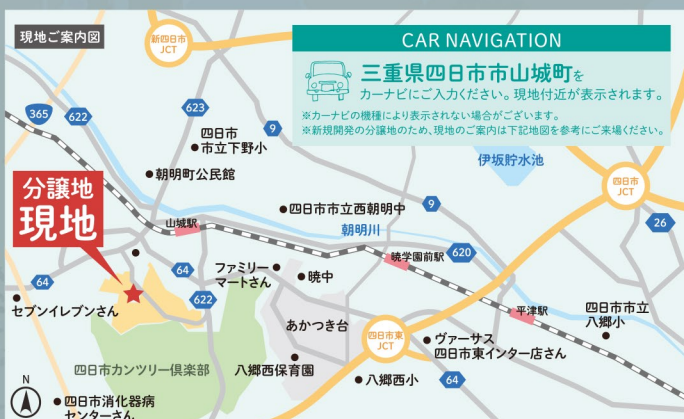 現地ご案内図
新四日市
JCT
CAR NAVIGATION
三重県四日市市山城町を
カーナビにご入力ください。現地付近が表示されます。
※カーナビの機種により表示されない場合がございます。
※新規開発の分譲地のため、現地のご案内は下記地図を参考にご来場ください。
365
622
623
9
四日市
市立下野小
朝明町公民館
伊坂貯水池
四日市
JCT
分譲地
現地
山城駅
四日市市立西朝明中
9
朝明川
26
暁学園前駅
620
64
64
ファミリー
マートさん
暁中
622
セブンイレブンさん
平津駅
四日市市立
八郷小
あかつき台
四日市東
JCT
ヴァーサス
四日市東インター店さん
四日市カンツリー倶楽部
八郷西保育園
八郷西小
64
N
四日市消化器病
センターさん